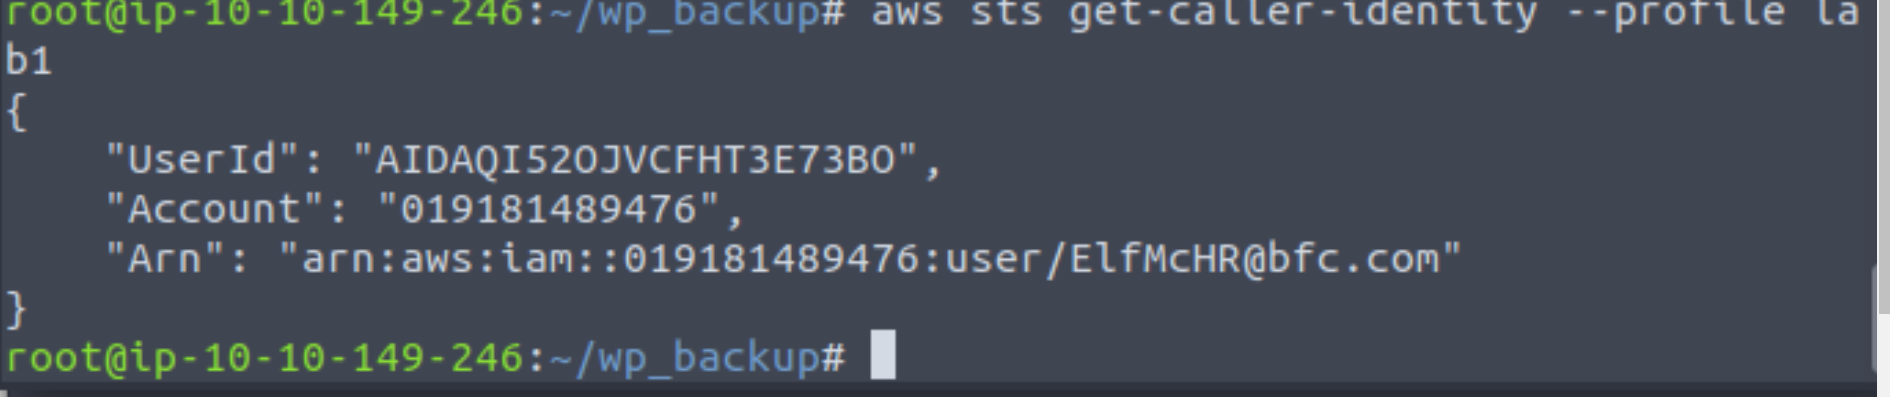 root@ip-10-10-149-246:~/wp_backup# aws sts get-caller-identity --profile la
b1
{
    "UserId": "AIDAQI52OJVCFHT3E73BO",
    "Account": "019181489476",
    "Arn": "arn:aws:iam::019181489476:user/ElfMcHR@bfc.com"
}
root@ip-10-10-149-246:~/wp_backup#